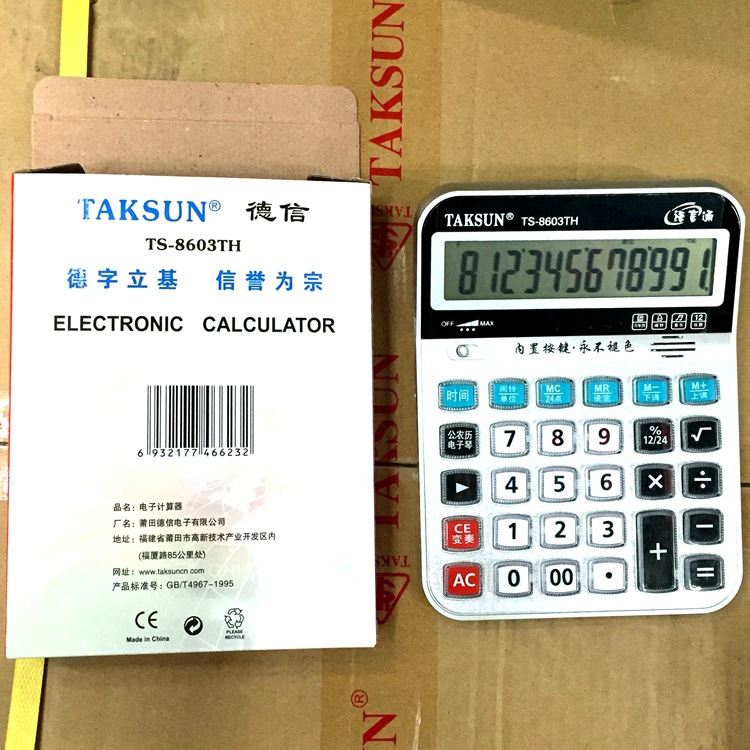 TAKSUN
TAKSUN
TAKSUN® 德信
TS-8603TH
德字立基 信誉为宗
ELECTRONIC CALCULATOR
6 932177 466232
品名：电子计算器
厂名：莆田德信电子有限公司
地址：福建省莆田市高新技术产业开发区内
(福厦路85公里处)
网址：www.taksuncn.com
产品标准号：GB/T4967-1995
CE
Made in China
PLEASE
RECYCLE
TAKSUN® TS-8603TH
812345678991
OFF MAX
12
内置按键·永不褪色
时间 闹铃 单位 MC 24点 MR 设定 M− 下调 M+ 上调
公农历 电子琴 7 8 9 % 12/24 √
► 4 5 6 × ÷
CE 变奏 1 2 3 + −
AC 0 00 • =
TAKSUN
TAKSUN®